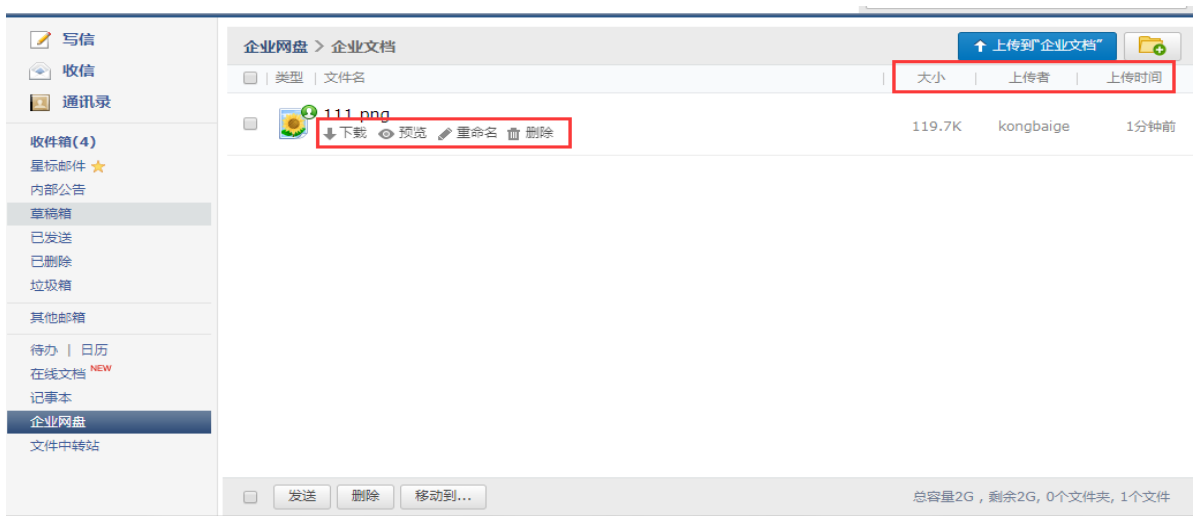 写信
收信
通讯录
收件箱(4)
星标邮件
内部公告
草稿箱
已发送
已删除
垃圾箱
其他邮箱
待办 | 日历
在线文档 NEW
记事本
企业网盘
文件中转站
企业网盘 > 企业文档
上传到"企业文档"
类型 | 文件名 | 大小 | 上传者 | 上传时间
111.png
下载 预览 重命名 删除
119.7K kongbaige 1分钟前
发送 删除 移动到...
总容量2G , 剩余2G, 0个文件夹, 1个文件